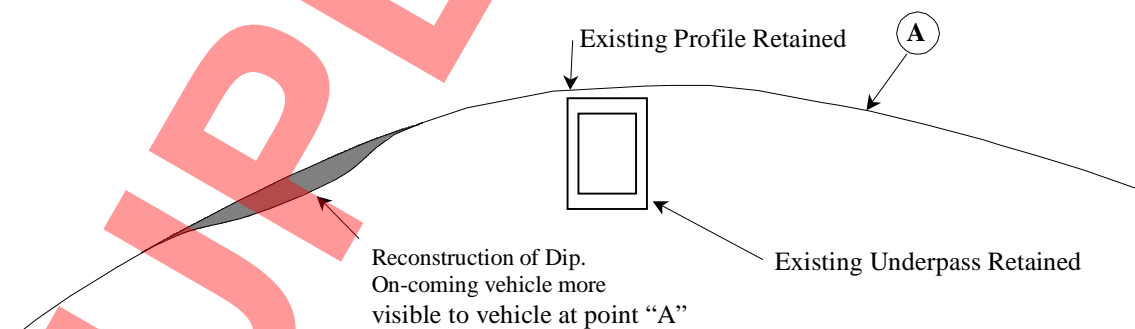 Existing Profile Retained
A
Reconstruction of Dip.
On-coming vehicle more
visible to vehicle at point “A”
Existing Underpass Retained